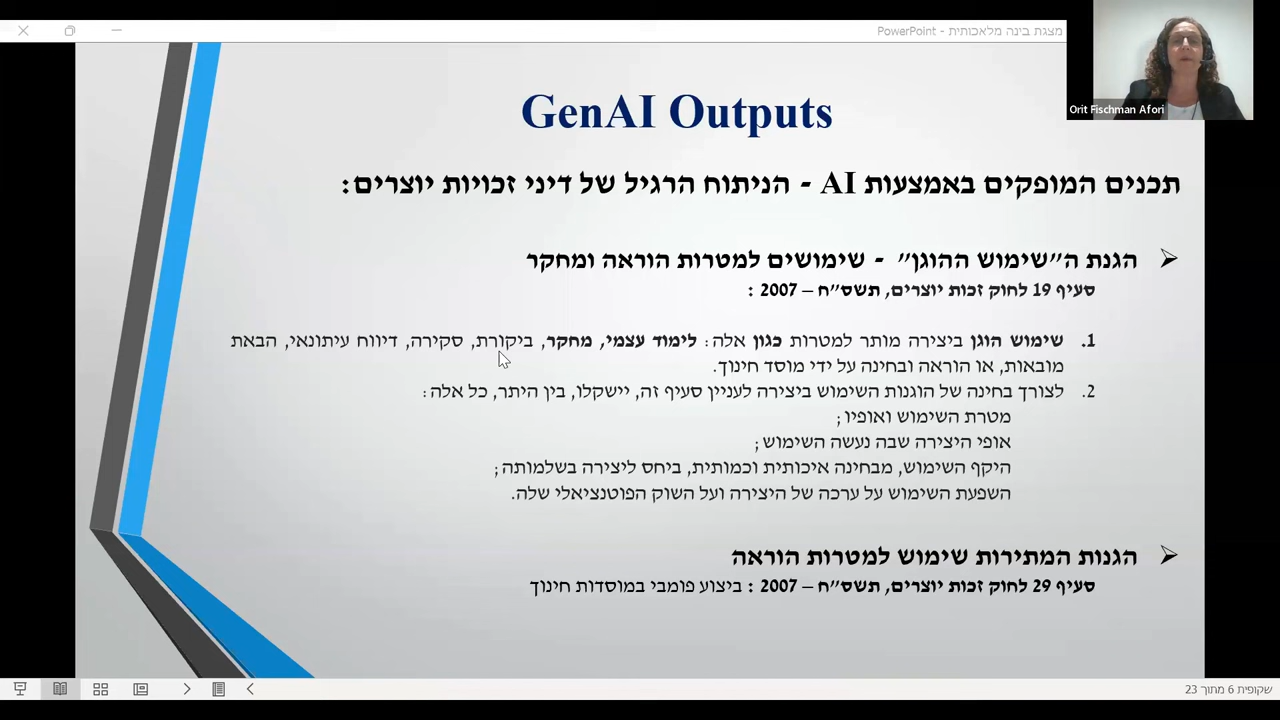 מצגת בינה מלאכותית - PowerPoint
Orit Fischman Afori
GenAI Outputs
תכנים המופקים באמצעות AI - הניתוח הרגיל של דיני זכויות יוצרים:
הגנת ה"שימוש ההוגן" - שימושים למטרות הוראה ומחקר
סעיף 19 לחוק זכות יוצרים, תשס"ח – 2007 :
1. שימוש הוגן ביצירה מותר למטרות כגון אלה: לימוד עצמי, מחקר, ביקורת, סקירה, דיווח עיתונאי, הבאת
מובאות, או הוראה ובחינה על ידי מוסד חינוך.
2. לצורך בחינה של הוגנות השימוש ביצירה לעניין סעיף זה, יישקלו, בין היתר, כל אלה:
מטרת השימוש ואופיו;
אופי היצירה שבה נעשה השימוש;
היקף השימוש, מבחינה איכותית וכמותית, ביחס ליצירה בשלמותה;
השפעת השימוש על ערכה של היצירה ועל השוק הפוטנציאלי שלה.
הגנות המתירות שימוש למטרות הוראה
סעיף 29 לחוק זכות יוצרים, תשס"ח – 2007 : ביצוע פומבי במוסדות חינוך
שקופית 6 מתוך 23